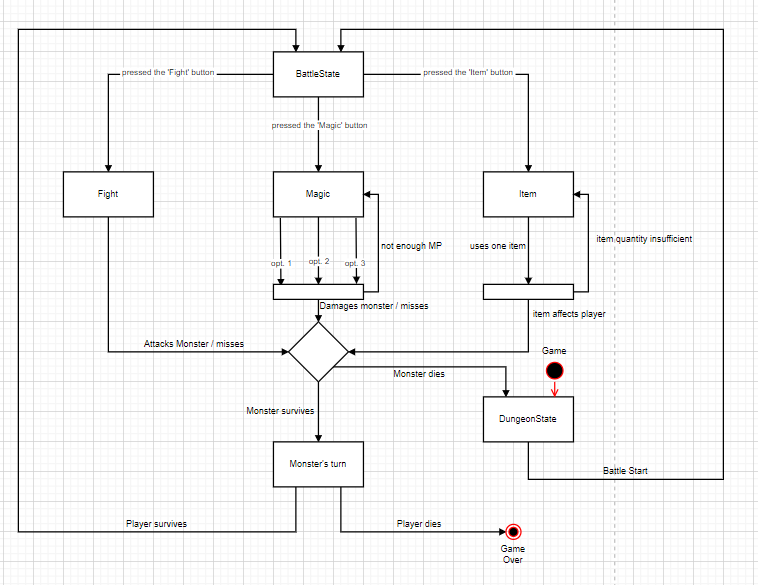 BattleState
pressed the 'Fight' button
pressed the 'Item' button
pressed the 'Magic' button
Fight
Magic
Item
not enough MP
uses one item
item quantity insufficient
opt. 1
opt. 2
opt. 3
Damages monster / misses
item affects player
Attacks Monster / misses
Game
Monster dies
Monster survives
DungeonState
Monster's turn
Battle Start
Player survives
Player dies
Game
Over